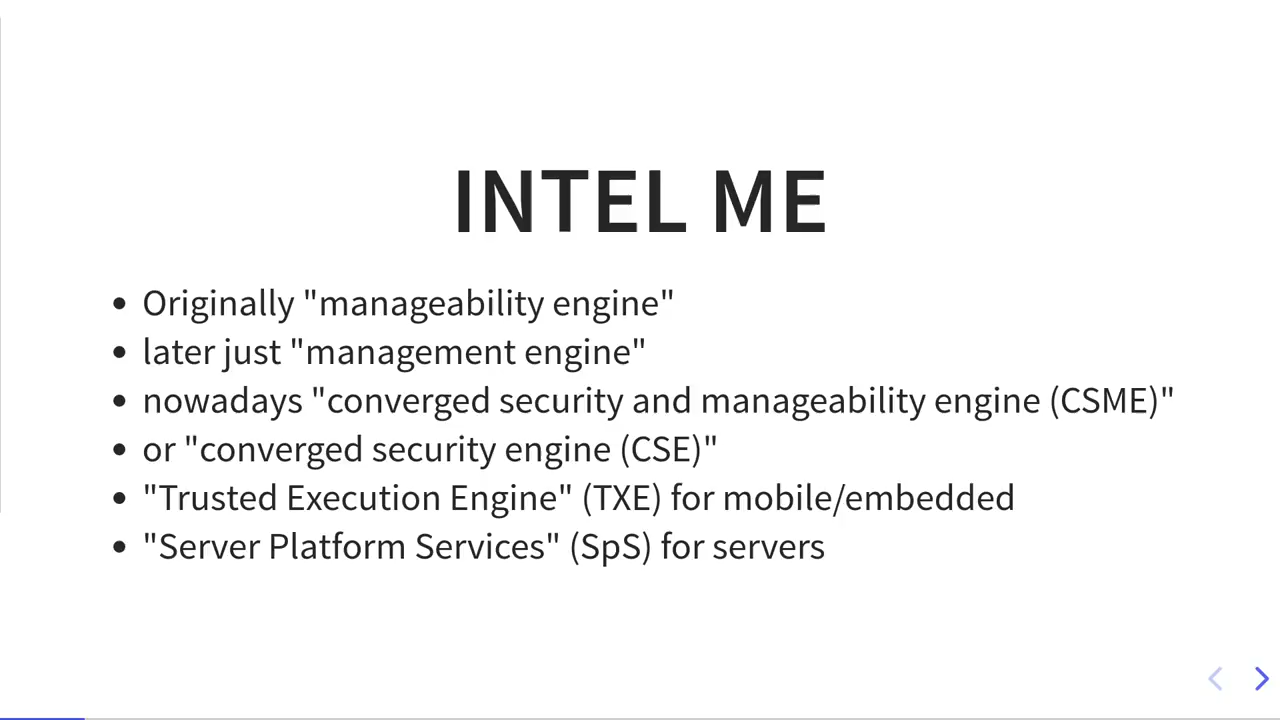 INTEL ME
• Originally "manageability engine"
• later just "management engine"
• nowadays "converged security and manageability engine (CSME)"
• or "converged security engine (CSE)"
• "Trusted Execution Engine" (TXE) for mobile/embedded
• "Server Platform Services" (SpS) for servers